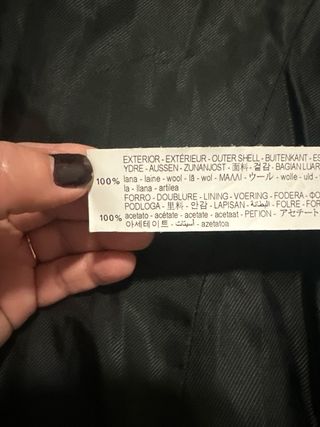 EXTERIOR - EXTÉRIEUR - OUTER SHELL - BUITENKANT - ES
YDRE - AUSSEN - ZUNANJOST - 面料 - 겉감 - BAGIAN LUAR
100% lana - laine - wool - lã - wol - ΜΑΛΛΙ - ウール - wolle - uld -
la - llana - artilea
FORRO - DOUBLURE - LINING - VOERING - FODERA -
PODLOGA - 里料 - 안감 - LAPISAN - البطانة - FOLRE - FOR
100% acetato - acétate - acetate - acetaat - ΡΕΤΙΟΝ - アセテート
아세테이트 - أسيتات - azetatoa